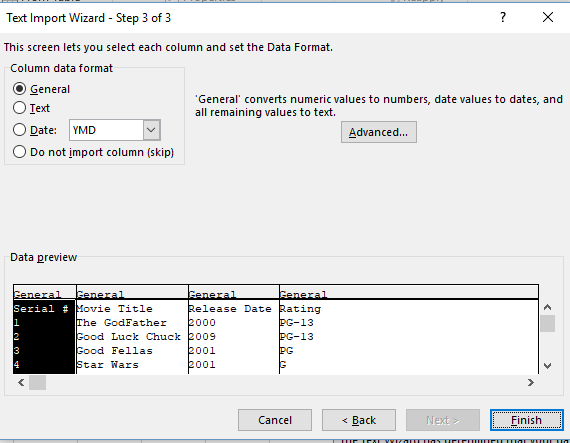 Text Import Wizard - Step 3 of 3
?
This screen lets you select each column and set the Data Format.
Column data format
General
Text
Date: YMD
Do not import column (skip)
'General' converts numeric values to numbers, date values to dates, and
all remaining values to text.
Advanced...
Data preview
General General General General
Serial # Movie Title Release Date Rating
1 The GodFather 2000 PG-13
2 Good Luck Chuck 2009 PG-13
3 Good Fellas 2001 PG
4 Star Wars 2001 G
Cancel < Back Next > Finish